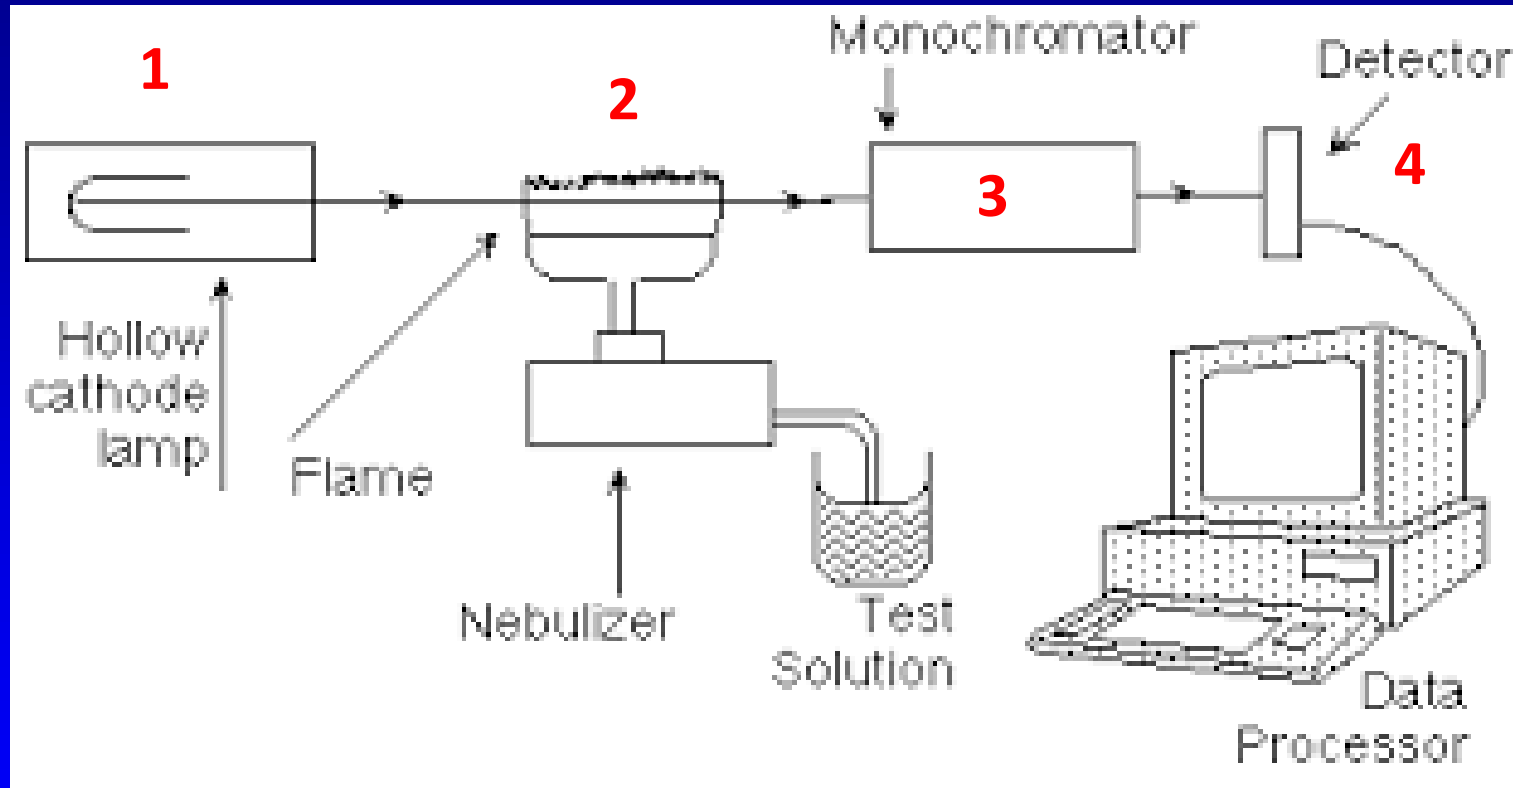 1
2
Monochromator
Detector
3
4
Hollow
cathode
lamp
Flame
Nebulizer
Test
Solution
Data
Processor